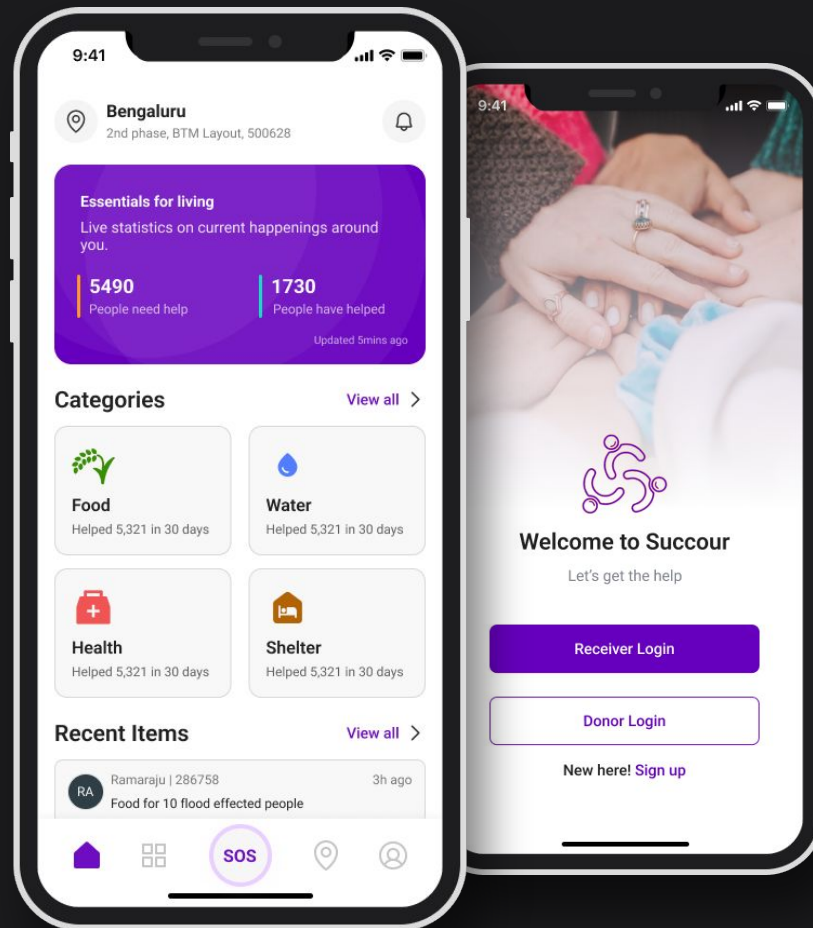 9:41
Bengaluru
2nd phase, BTM Layout, 500628
Essentials for living
Live statistics on current happenings around
you.
5490
People need help
1730
People have helped
Updated 5mins ago
Categories
View all
Food
Helped 5,321 in 30 days
Water
Helped 5,321 in 30 days
Health
Helped 5,321 in 30 days
Shelter
Helped 5,321 in 30 days
Recent Items
View all
RA
Ramaraju | 286758
3h ago
Food for 10 flood effected people
SOS
9:41
Welcome to Succour
Let's get the help
Receiver Login
Donor Login
New here! Sign up